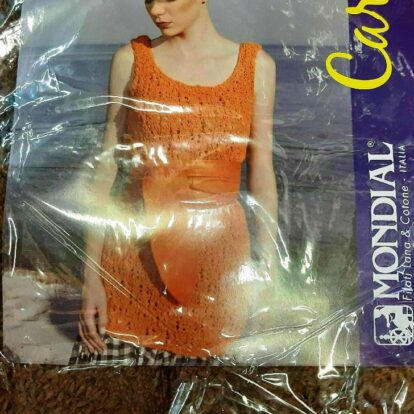 Car
MONDIAL®
Filati Lana & Cotone - ITALIA